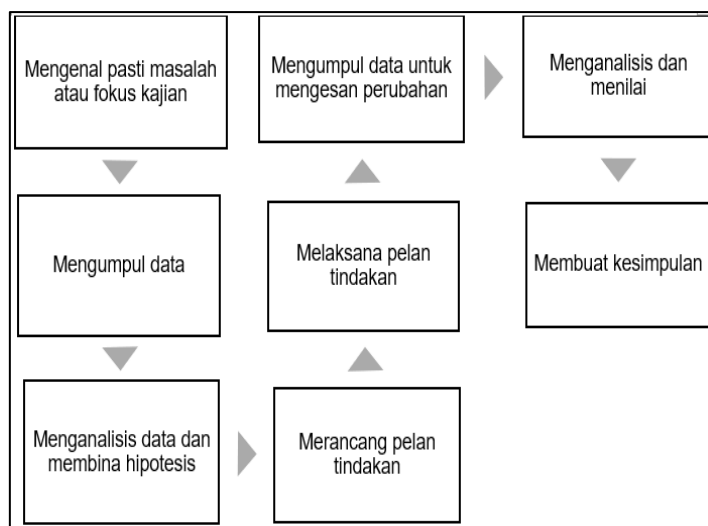 Mengenal pasti masalah
atau fokus kajian
Mengumpul data
Menganalisis data dan
membina hipotesis
Merancang pelan
tindakan
Melaksana pelan
tindakan
Mengumpul data untuk
mengesan perubahan
Menganalisis dan
menilai
Membuat kesimpulan